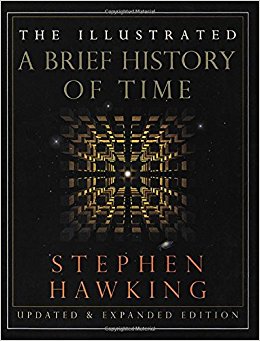 THE ILLUSTRATED
A BRIEF HISTORY
OF TIME
STEPHEN
HAWKING
UPDATED & EXPANDED EDITION